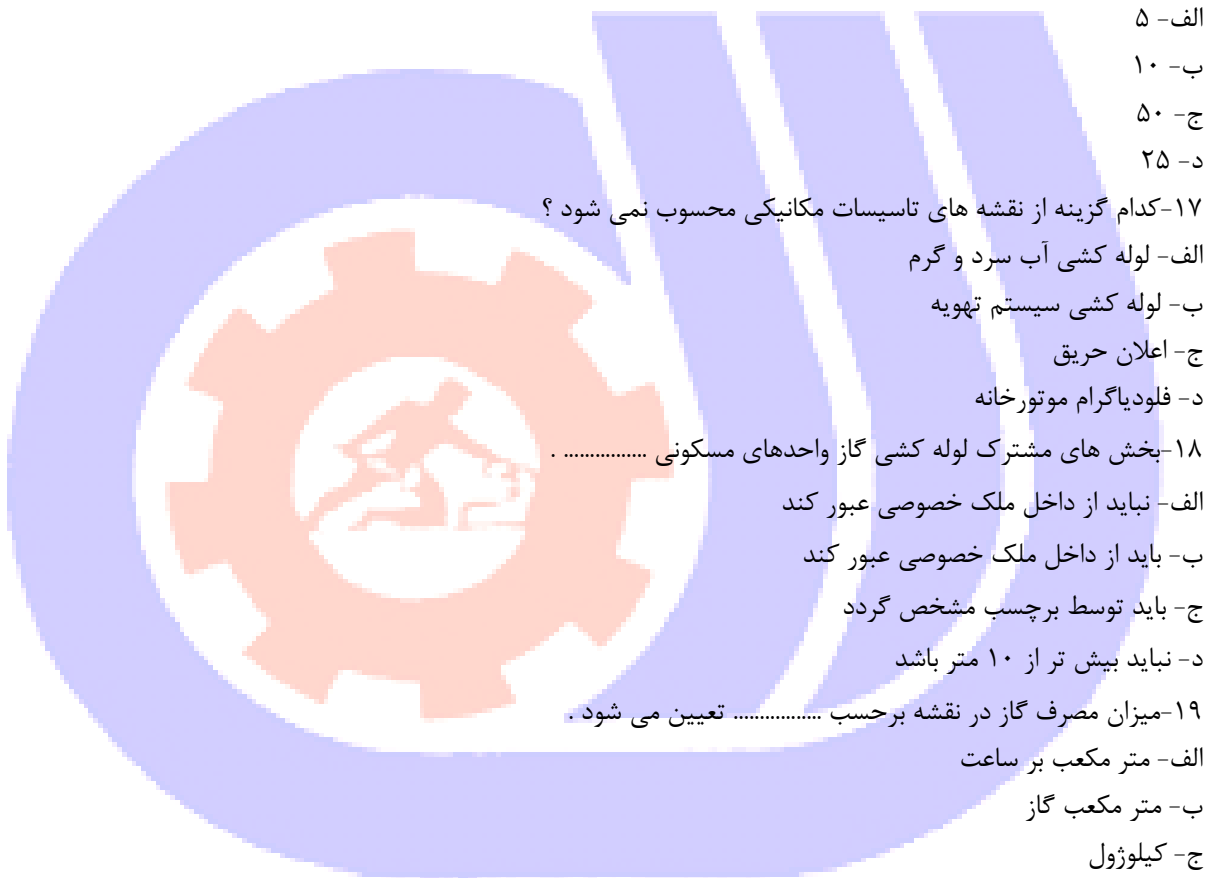 الف- ۵
ب- ۱۰
ج- ۵۰
د- ۲۵
۱۷-کدام گزینه از نقشه های تاسیسات مکانیکی محسوب نمی شود ؟
الف- لوله کشی آب سرد و گرم
ب- لوله کشی سیستم تهویه
ج- اعلان حریق
د- فلودیاگرام موتورخانه
۱۸-بخش های مشترک لوله کشی گاز واحدهای مسکونی ................ .
الف- نباید از داخل ملک خصوصی عبور کند
ب- باید از داخل ملک خصوصی عبور کند
ج- باید توسط برچسب مشخص گردد
د- نباید بیش تر از ۱۰ متر باشد
۱۹-میزان مصرف گاز در نقشه برحسب ................. تعیین می شود .
الف- متر مکعب بر ساعت
ب- متر مکعب گاز
ج- کیلوژول